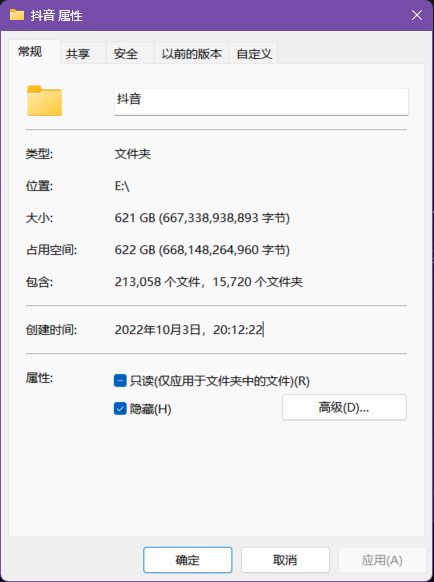 抖音 属性
常规 共享 安全 以前的版本 自定义
抖音
类型: 文件夹
位置: E:\
大小: 621 GB (667,338,938,893 字节)
占用空间: 622 GB (668,148,264,960 字节)
包含: 213,058 个文件，15,720 个文件夹
创建时间: 2022年10月3日，20:12:22
属性: 只读(仅应用于文件夹中的文件)(R)
隐藏(H) 高级(D)...
确定 取消 应用(A)